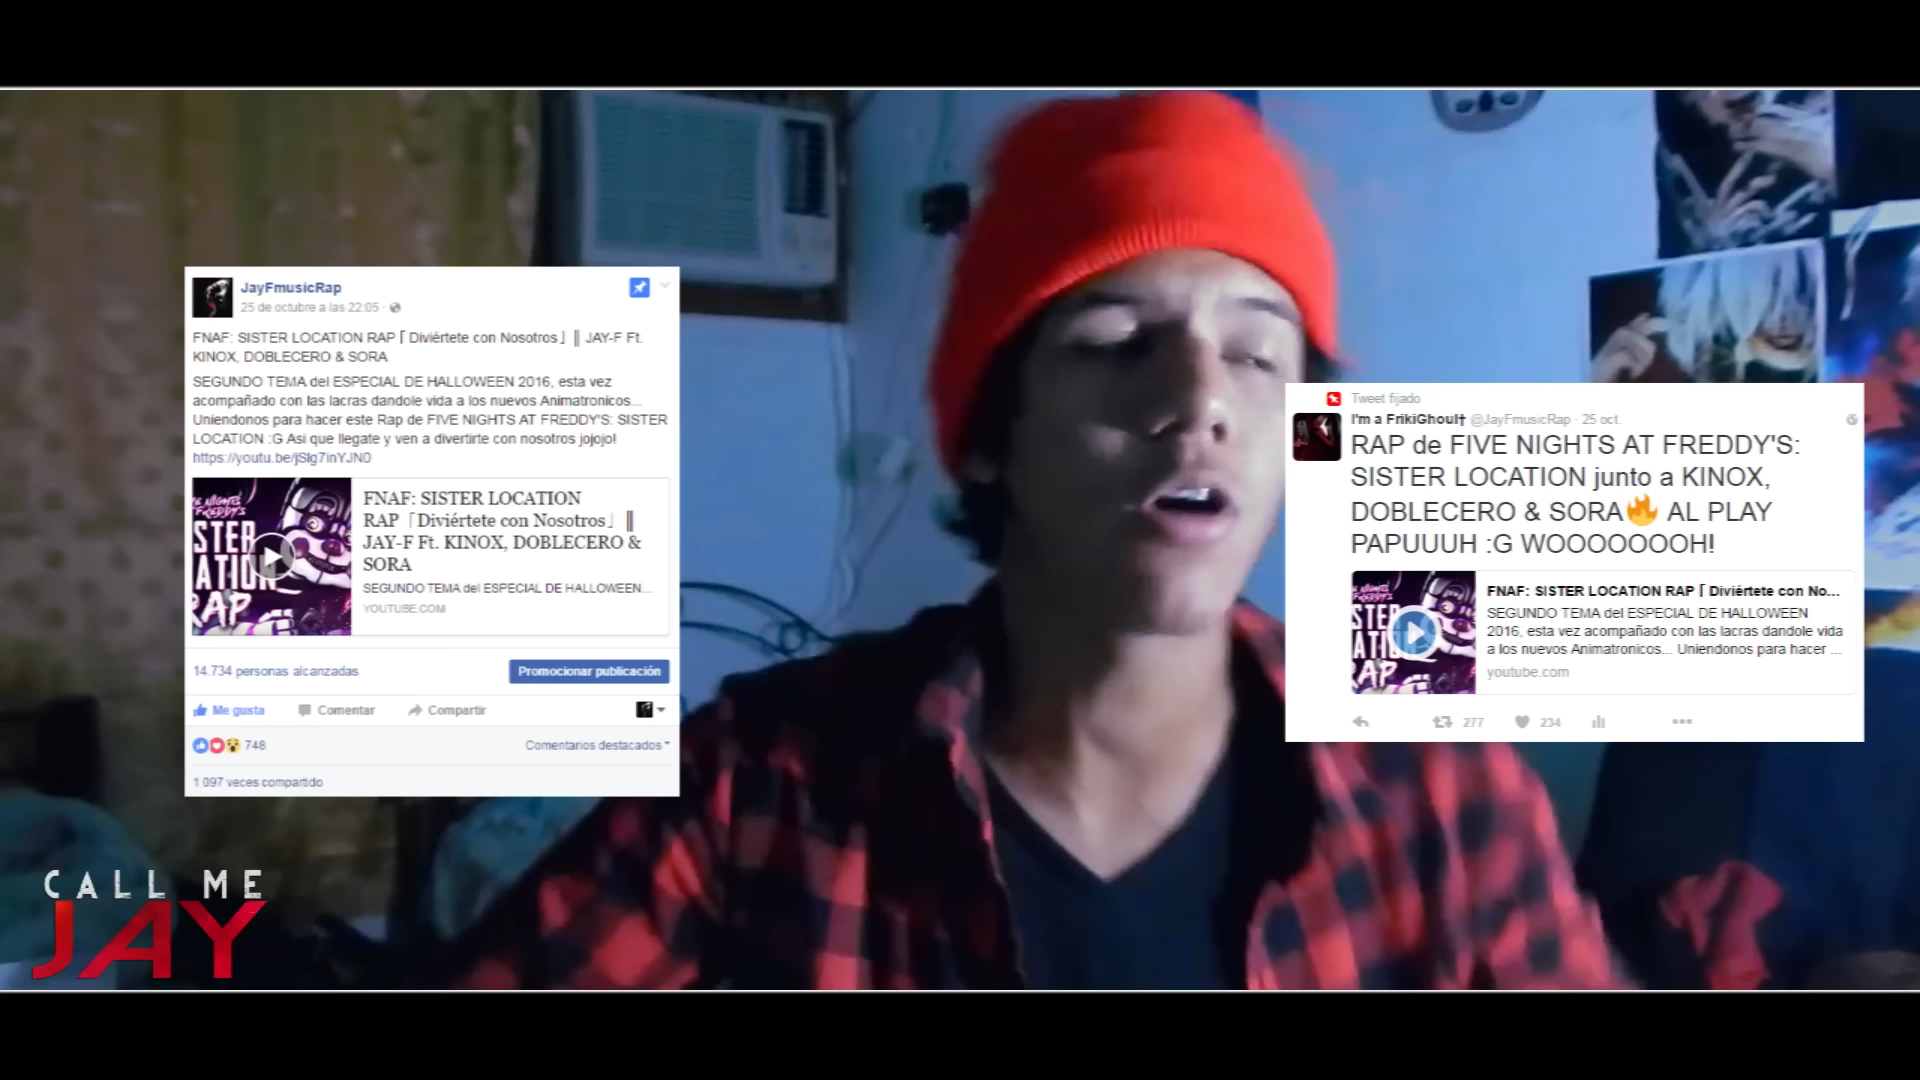 JayFmusicRap
25 de octubre a las 22:05 ·
FNAF: SISTER LOCATION RAP「Diviértete con Nosotros」║ JAY-F Ft.
KINOX, DOBLECERO & SORA
SEGUNDO TEMA del ESPECIAL DE HALLOWEEN 2016, esta vez
acompañado con las lacras dandole vida a los nuevos Animatronicos...
Uniendonos para hacer este Rap de FIVE NIGHTS AT FREDDY'S: SISTER
LOCATION :G Asi que llegate y ven a divertirte con nosotros jojojo!
https://youtu.be/jSlg7inYJN0
FREDDY'S
STER
ATION
RAP
FNAF: SISTER LOCATION
RAP「Diviértete con Nosotros」║
JAY-F Ft. KINOX, DOBLECERO &
SORA
SEGUNDO TEMA del ESPECIAL DE HALLOWEEN...
YOUTUBE.COM
14.734 personas alcanzadas
Promocionar publicación
Me gusta Comentar Compartir
748 Comentarios destacados
1 097 veces compartido
Tweet fijado
I'm a FrikiGhoul† @JayFmusicRap · 25 oct.
RAP de FIVE NIGHTS AT FREDDY'S:
SISTER LOCATION junto a KINOX,
DOBLECERO & SORA🔥 AL PLAY
PAPUUUH :G WOOOOOOOH!
FREDDY'S
STER
RAP
FNAF: SISTER LOCATION RAP「Diviértete con No...
SEGUNDO TEMA del ESPECIAL DE HALLOWEEN
2016, esta vez acompañado con las lacras dandole vida
a los nuevos Animatronicos... Uniendonos para hacer ...
youtube.com
277 234
CALL ME
JAY